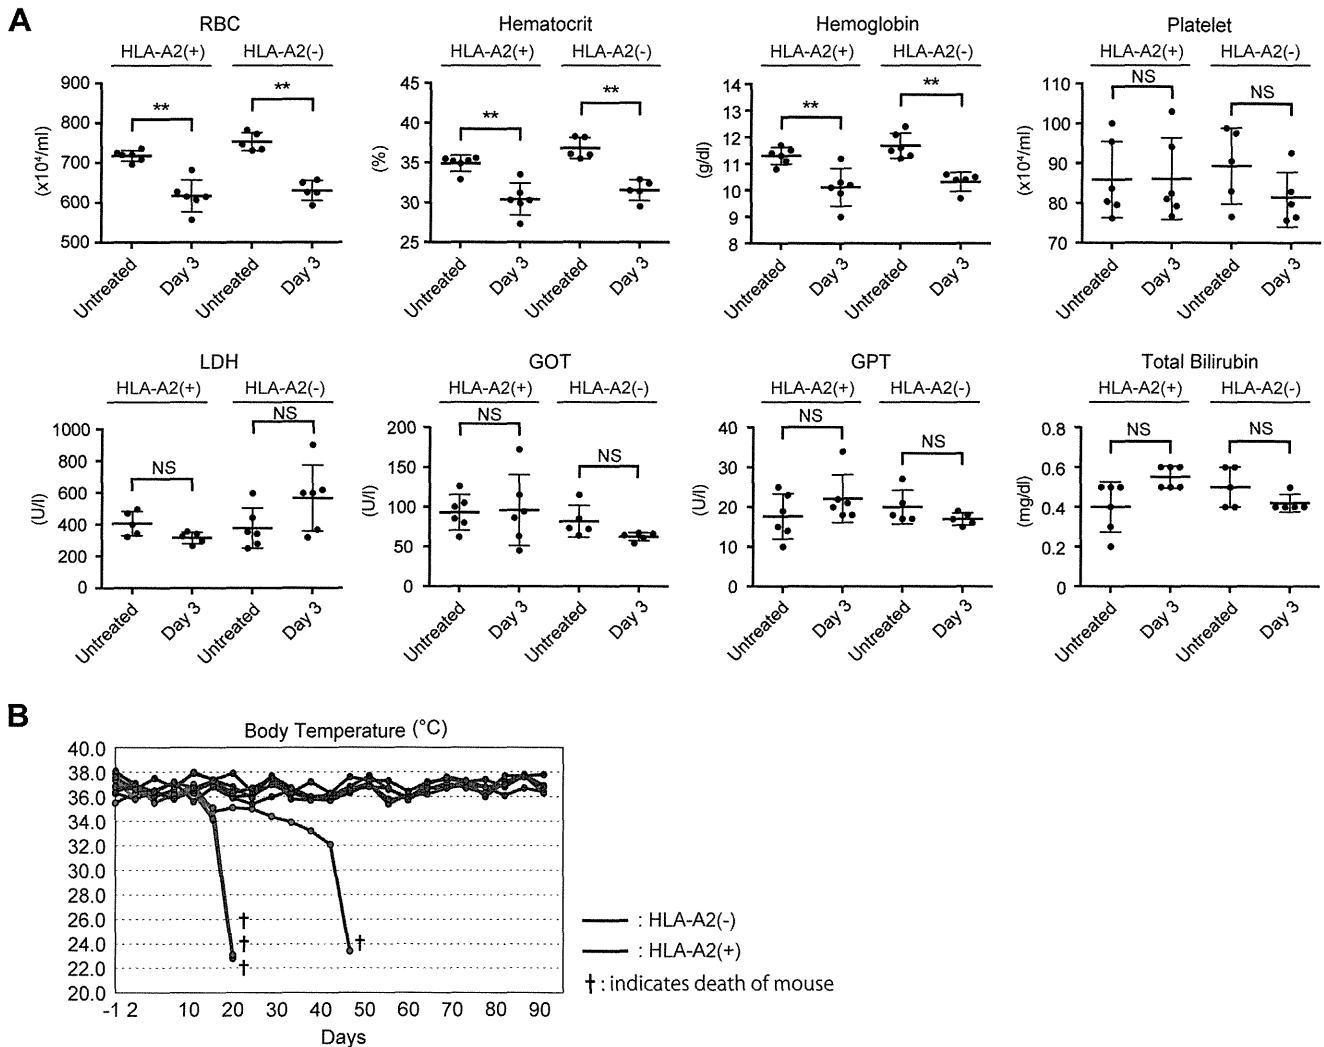 A
RBC
HLA-A2(+) HLA-A2(-)
900
800
700
600
500
(x10⁴/ml)
** **
Untreated Day 3 Untreated Day 3
Hematocrit
HLA-A2(+) HLA-A2(-)
45
40
35
30
25
(%)
** **
Untreated Day 3 Untreated Day 3
Hemoglobin
HLA-A2(+) HLA-A2(-)
14
13
12
11
10
9
8
(g/dl)
** **
Untreated Day 3 Untreated Day 3
Platelet
HLA-A2(+) HLA-A2(-)
110
100
90
80
70
(x10⁴/ml)
NS NS
Untreated Day 3 Untreated Day 3
LDH
HLA-A2(+) HLA-A2(-)
1000
800
600
400
200
0
(U/l)
NS NS
Untreated Day 3 Untreated Day 3
GOT
HLA-A2(+) HLA-A2(-)
200
150
100
50
0
(U/l)
NS NS
Untreated Day 3 Untreated Day 3
GPT
HLA-A2(+) HLA-A2(-)
40
30
20
10
0
(U/l)
NS NS
Untreated Day 3 Untreated Day 3
Total Bilirubin
HLA-A2(+) HLA-A2(-)
0.8
0.6
0.4
0.2
0
(mg/dl)
NS NS
Untreated Day 3 Untreated Day 3
B
Body Temperature (°C)
40.0
38.0
36.0
34.0
32.0
30.0
28.0
26.0
24.0
22.0
20.0
†
†
†
†
-1 2 10 20 30 40 50 60 70 80 90
Days
: HLA-A2(-)
: HLA-A2(+)
† : indicates death of mouse